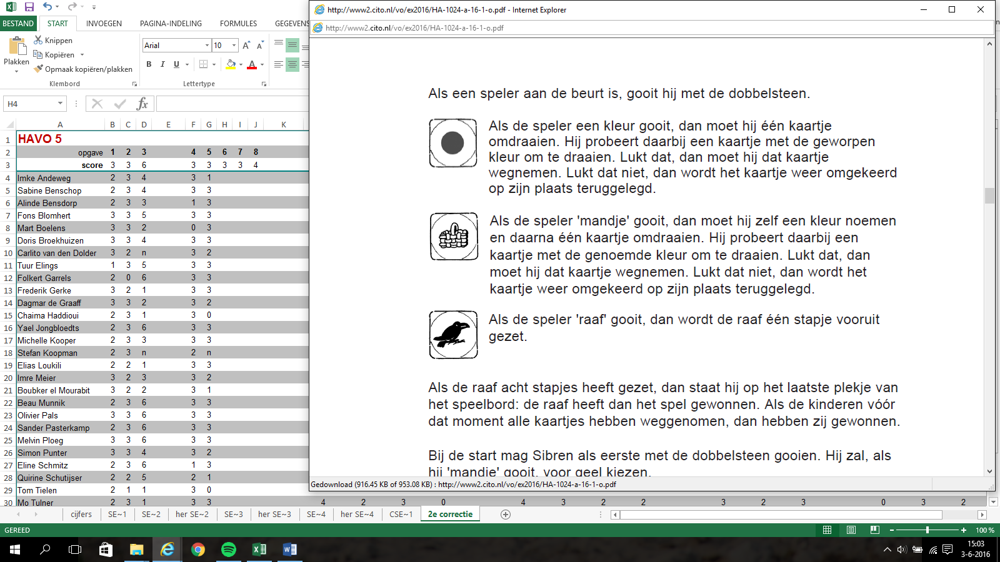 BESTAND START INVOEGEN PAGINA-INDELING FORMULES GEGEVENS
Plakken
Knippen
Kopiëren
Opmaak kopiëren/plakken
Klembord
Arial 10
B I U A
Lettertype
H4 fx
A B C D E F G H I J K
1 HAVO 5
2 opgave 1 2 3 4 5 6 7 8
3 score 3 3 6 3 3 3 3 4
4 Imke Andeweg 2 3 4 3 1
5 Sabine Benschop 2 3 4 3 3
6 Alinde Bensdorp 2 3 3 1 3
7 Fons Blomhert 3 3 5 3 3
8 Mart Boelens 3 3 2 0 3
9 Doris Broekhuizen 3 3 4 3 3
10 Carlito van den Dolder 3 2 n 3 2
11 Tuur Elings 1 3 5 3 3
12 Folkert Garrels 2 0 6 3 3
13 Frederik Gerke 3 2 1 3 3
14 Dagmar de Graaff 3 3 2 3 2
15 Chaima Haddioui 2 3 1 3 0
16 Yael Jongbloedts 2 3 6 3 3
17 Michelle Kooper 2 3 3 3 3
18 Stefan Koopman 2 3 n 2 n
19 Elias Loukili 2 2 1 3 3
20 Imre Meier 3 2 3 3 2
21 Boubker el Mourabit 3 2 2 3 1
22 Beau Munnik 2 3 6 3 3
23 Olivier Pals 3 3 6 3 3
24 Sander Pasterkamp 2 3 6 3 3
25 Melvin Ploeg 3 3 6 3 3
26 Simon Punter 3 3 4 3 2
27 Eline Schmitz 2 3 6 1 3
28 Quirine Schutijser 2 2 5 2 1
29 Tom Tielen 2 1 1 3 0
30 Mo Tulner 2 3 1 3 3 4 2 3 0 4 3 2 2 3 2 3 0 3 2
http://www2.cito.nl/vo/ex2016/HA-1024-a-16-1-o.pdf - Internet Explorer
http://www2.cito.nl/vo/ex2016/HA-1024-a-16-1-o.pdf
Als een speler aan de beurt is, gooit hij met de dobbelsteen.
Als de speler een kleur gooit, dan moet hij één kaartje
omdraaien. Hij probeert daarbij een kaartje met de geworpen
kleur om te draaien. Lukt dat, dan moet hij dat kaartje
wegnemen. Lukt dat niet, dan wordt het kaartje weer omgekeerd
op zijn plaats teruggelegd.
Als de speler 'mandje' gooit, dan moet hij zelf een kleur noemen
en daarna één kaartje omdraaien. Hij probeert daarbij een
kaartje met de genoemde kleur om te draaien. Lukt dat, dan
moet hij dat kaartje wegnemen. Lukt dat niet, dan wordt het
kaartje weer omgekeerd op zijn plaats teruggelegd.
Als de speler 'raaf' gooit, dan wordt de raaf één stapje vooruit
gezet.
Als de raaf acht stapjes heeft gezet, dan staat hij op het laatste plekje van
het speelbord: de raaf heeft dan het spel gewonnen. Als de kinderen vóór
dat moment alle kaartjes hebben weggenomen, dan hebben zij gewonnen.
Bij de start mag Sibren als eerste met de dobbelsteen gooien. Hij zal, als
hij 'mandje' gooit, voor geel kiezen.
Gedownload (916.45 KB of 953.08 KB) : http://www2.cito.nl/vo/ex2016/HA-1024-a-16-1-o.pdf
cijfers SE~1 SE~2 her SE~2 SE~3 her SE~3 SE~4 her SE~4 CSE~1 2e correctie
GEREED 100 %
15:03
3-6-2016